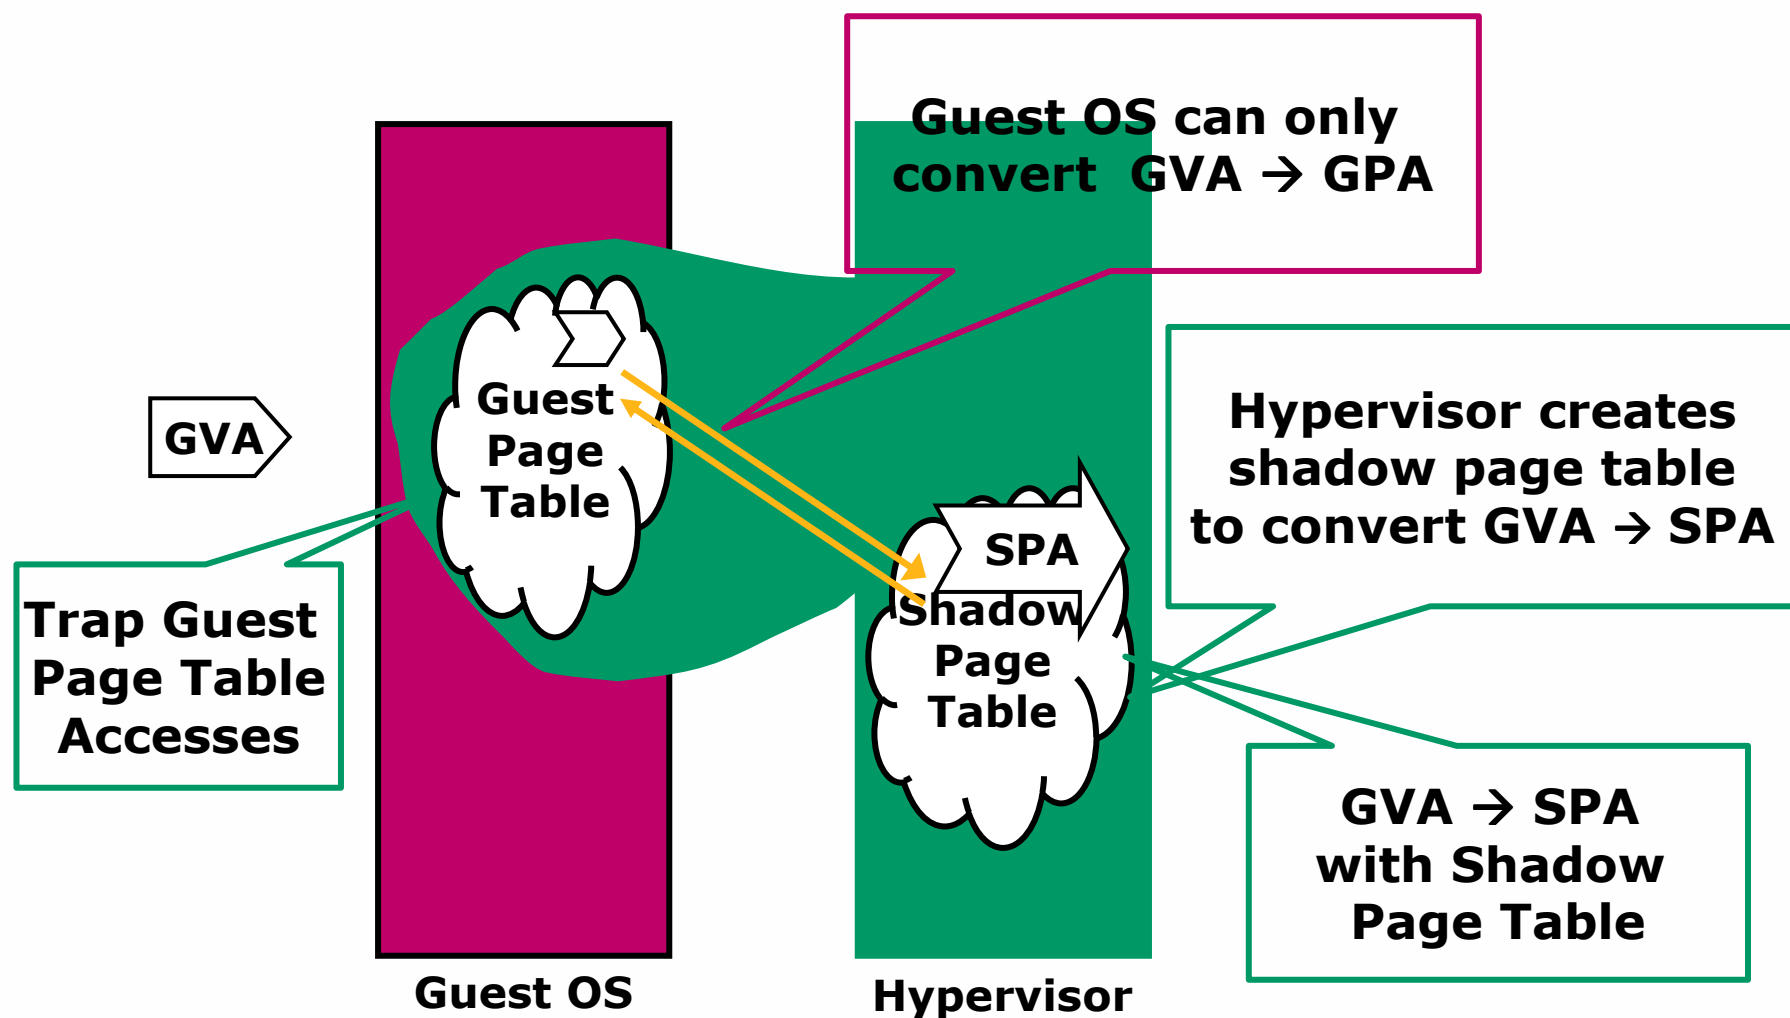 Guest OS can only
convert GVA → GPA
GVA
Guest
Page
Table
Hypervisor creates
shadow page table
to convert GVA → SPA
SPA
Shadow
Page
Table
Trap Guest
Page Table
Accesses
GVA → SPA
with Shadow
Page Table
Guest OS
Hypervisor